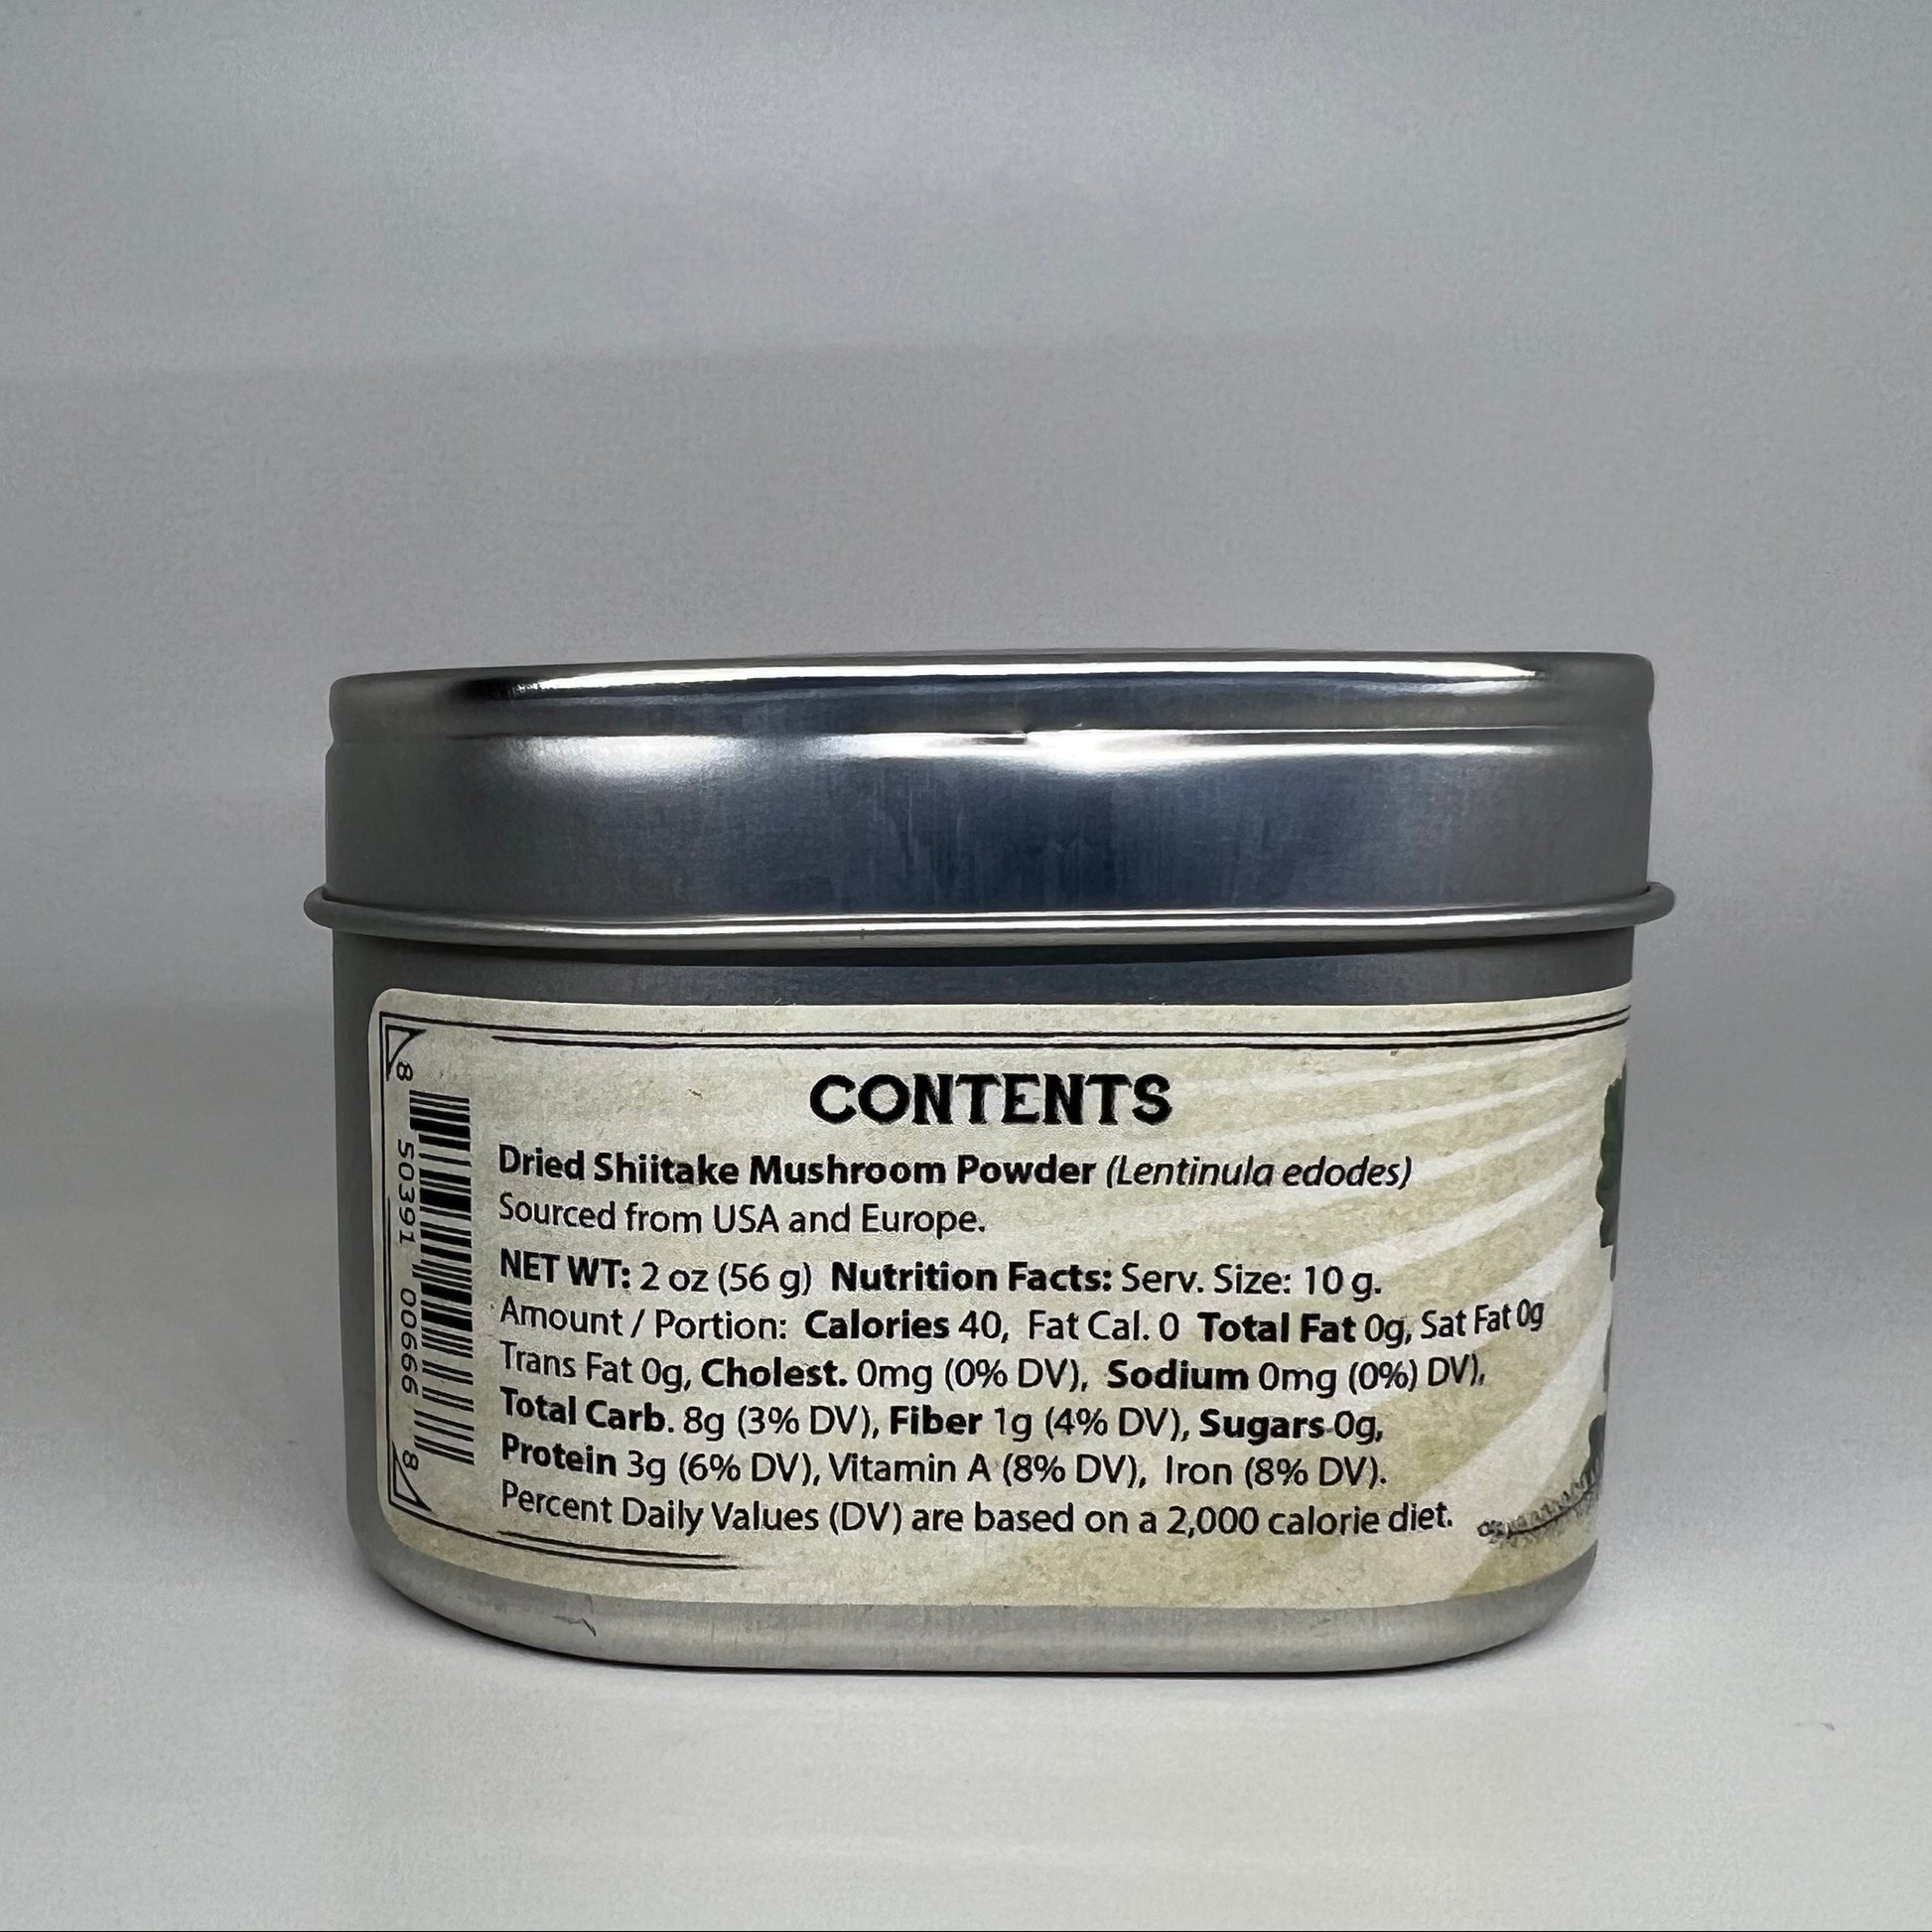 CONTENTS
Dried Shiitake Mushroom Powder (Lentinula edodes)
Sourced from USA and Europe.
NET WT: 2 oz (56 g) Nutrition Facts: Serv. Size: 10 g.
Amount / Portion: Calories 40, Fat Cal. 0 Total Fat 0g, Sat Fat 0g
Trans Fat 0g, Cholest. 0mg (0% DV), Sodium 0mg (0%) DV),
Total Carb. 8g (3% DV), Fiber 1g (4% DV), Sugars 0g,
Protein 3g (6% DV), Vitamin A (8% DV), Iron (8% DV).
Percent Daily Values (DV) are based on a 2,000 calorie diet.
8 50391 00666 8